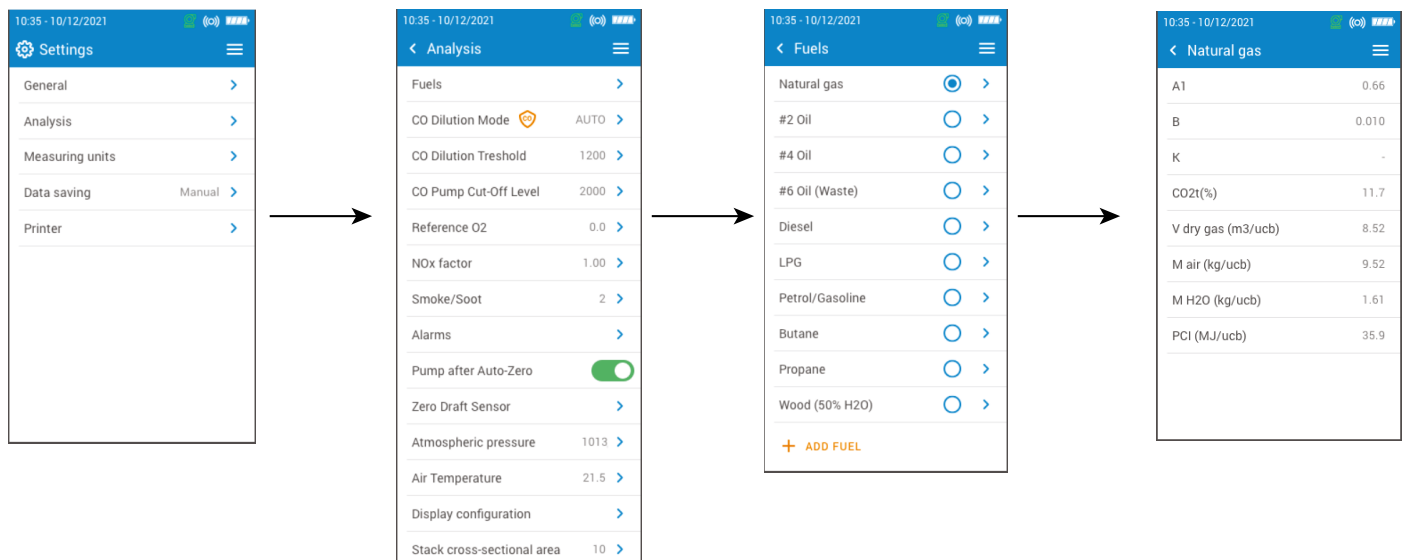 10:35 - 10/12/2021
Settings
General
Analysis
Measuring units
Data saving Manual
Printer
10:35 - 10/12/2021
Analysis
Fuels
CO Dilution Mode CO AUTO
CO Dilution Treshold 1200
CO Pump Cut-Off Level 2000
Reference O2 0.0
NOx factor 1.00
Smoke/Soot 2
Alarms
Pump after Auto-Zero
Zero Draft Sensor
Atmospheric pressure 1013
Air Temperature 21.5
Display configuration
Stack cross-sectional area 10
10:35 - 10/12/2021
Fuels
Natural gas
#2 Oil
#4 Oil
#6 Oil (Waste)
Diesel
LPG
Petrol/Gasoline
Butane
Propane
Wood (50% H2O)
+ ADD FUEL
10:35 - 10/12/2021
Natural gas
A1 0.66
B 0.010
K -
CO2t(%) 11.7
V dry gas (m3/ucb) 8.52
M air (kg/ucb) 9.52
M H2O (kg/ucb) 1.61
PCI (MJ/ucb) 35.9